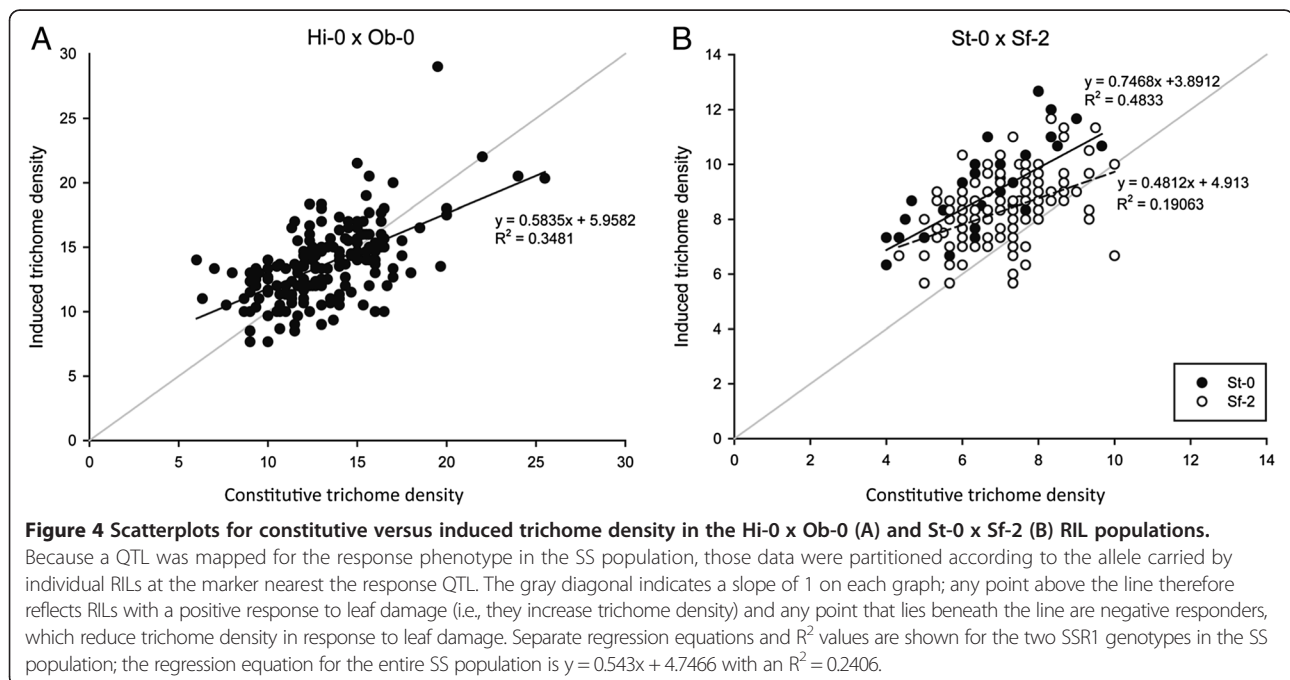 A
Hi-0 x Ob-0
30
25
20
15
10
5
0
Induced trichome density
y = 0.5835x + 5.9582
R² = 0.3481
0 5 10 15 20 25 30
Constitutive trichome density
B
St-0 x Sf-2
14
12
10
8
6
4
2
0
Induced trichome density
y = 0.7468x +3.8912
R² = 0.4833
y = 0.4812x + 4.913
R² = 0.19063
St-0
Sf-2
0 2 4 6 8 10 12 14
Constitutive trichome density
Figure 4 Scatterplots for constitutive versus induced trichome density in the Hi-0 x Ob-0 (A) and St-0 x Sf-2 (B) RIL populations.
Because a QTL was mapped for the response phenotype in the SS population, those data were partitioned according to the allele carried by
individual RILs at the marker nearest the response QTL. The gray diagonal indicates a slope of 1 on each graph; any point above the line therefore
reflects RILs with a positive response to leaf damage (i.e., they increase trichome density) and any point that lies beneath the line are negative responders,
which reduce trichome density in response to leaf damage. Separate regression equations and R² values are shown for the two SSR1 genotypes in the SS
population; the regression equation for the entire SS population is y = 0.543x + 4.7466 with an R² = 0.2406.